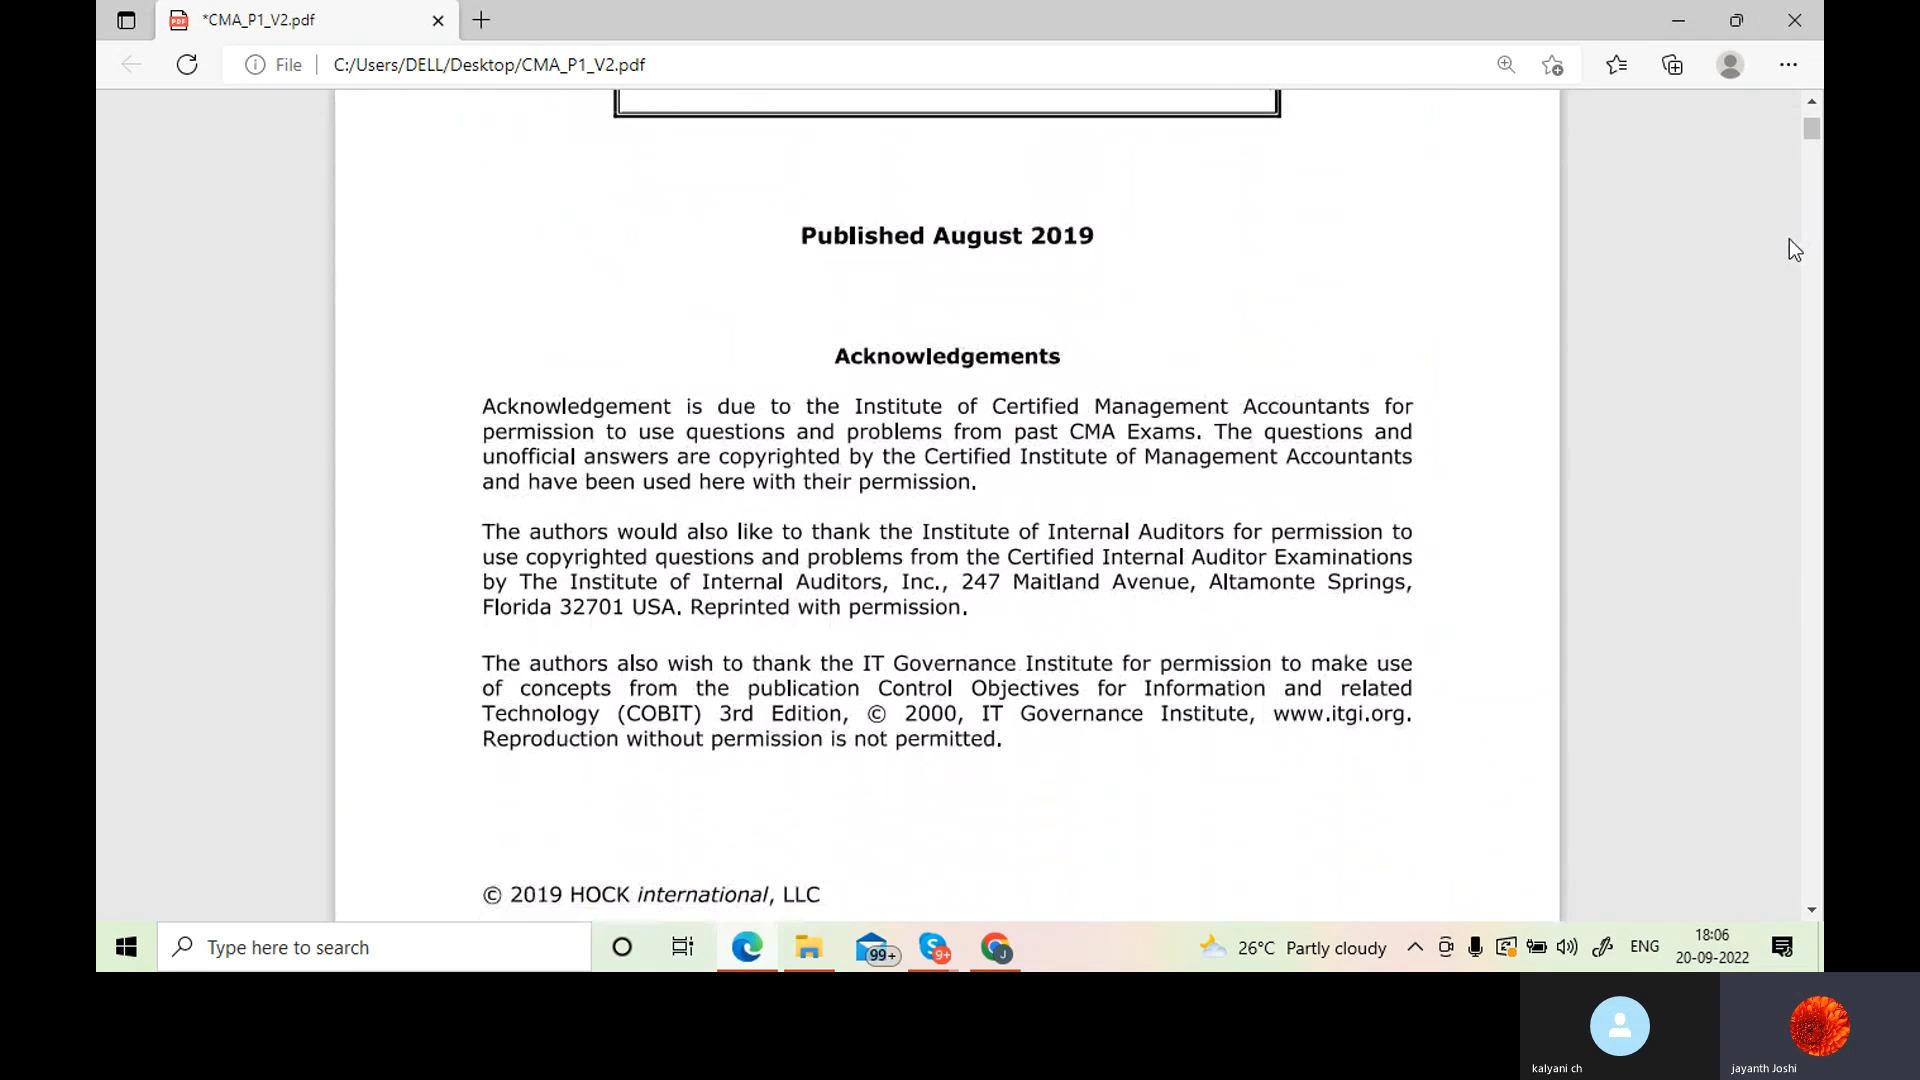 *CMA_P1_V2.pdf
File
C:/Users/DELL/Desktop/CMA_P1_V2.pdf
Published August 2019
Acknowledgements
Acknowledgement is due to the Institute of Certified Management Accountants for
permission to use questions and problems from past CMA Exams. The questions and
unofficial answers are copyrighted by the Certified Institute of Management Accountants
and have been used here with their permission.
The authors would also like to thank the Institute of Internal Auditors for permission to
use copyrighted questions and problems from the Certified Internal Auditor Examinations
by The Institute of Internal Auditors, Inc., 247 Maitland Avenue, Altamonte Springs,
Florida 32701 USA. Reprinted with permission.
The authors also wish to thank the IT Governance Institute for permission to make use
of concepts from the publication Control Objectives for Information and related
Technology (COBIT) 3rd Edition, © 2000, IT Governance Institute, www.itgi.org.
Reproduction without permission is not permitted.
© 2019 HOCK international, LLC
Type here to search
99+
9+
J
26°C Partly cloudy
ENG
18:06
20-09-2022
kalyani ch
jayanth Joshi